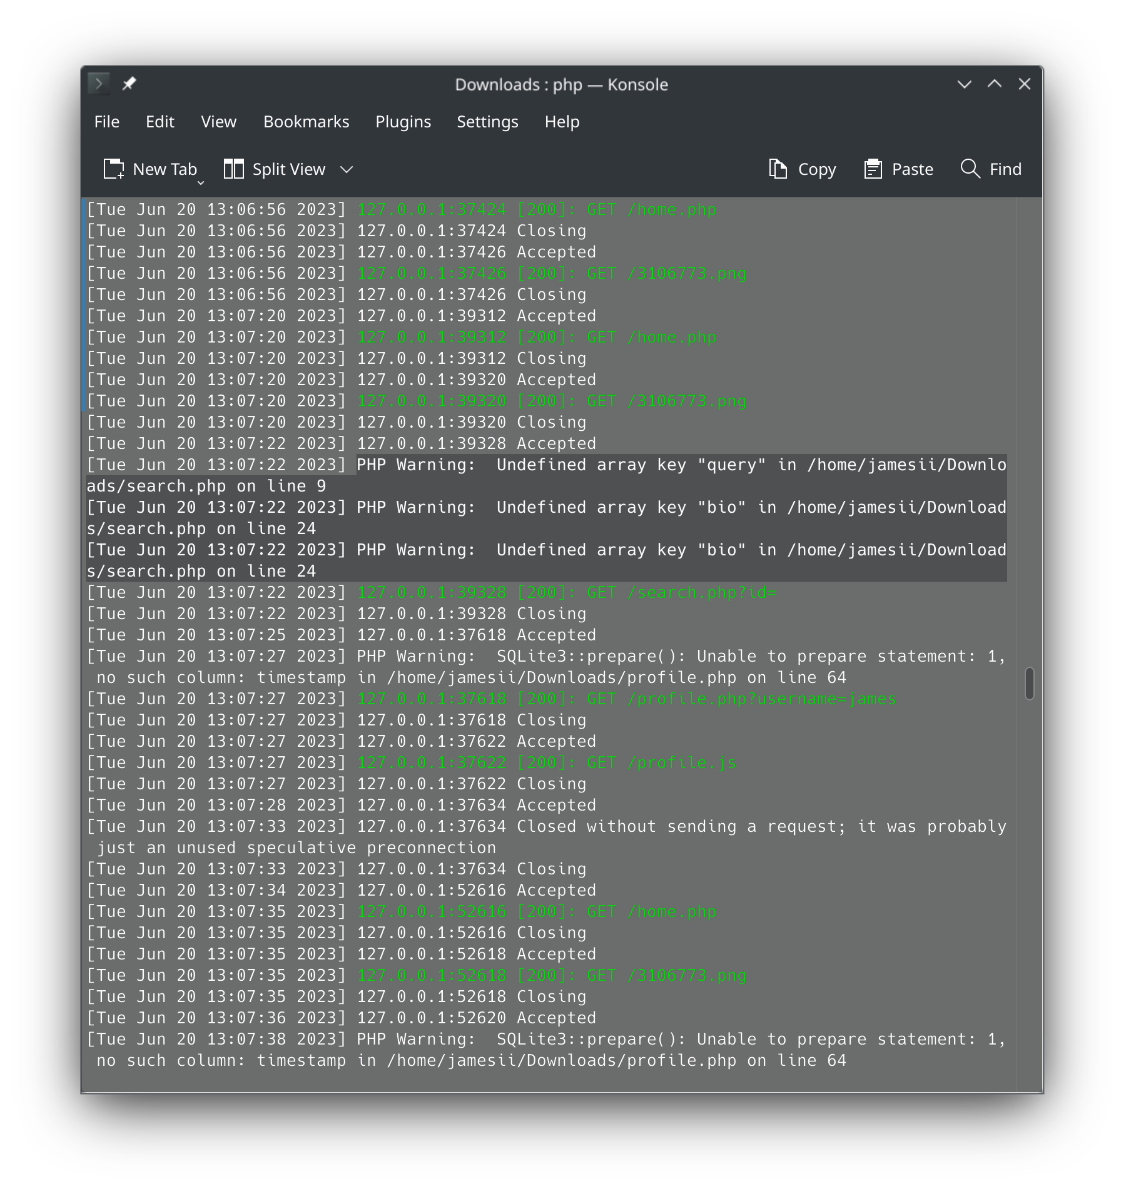 Downloads : php — Konsole
File Edit View Bookmarks Plugins Settings Help
New Tab Split View Copy Paste Find
[Tue Jun 20 13:06:56 2023] 127.0.0.1:37424 [200]: GET /home.php
[Tue Jun 20 13:06:56 2023] 127.0.0.1:37424 Closing
[Tue Jun 20 13:06:56 2023] 127.0.0.1:37426 Accepted
[Tue Jun 20 13:06:56 2023] 127.0.0.1:37426 [200]: GET /3106773.png
[Tue Jun 20 13:06:56 2023] 127.0.0.1:37426 Closing
[Tue Jun 20 13:07:20 2023] 127.0.0.1:39312 Accepted
[Tue Jun 20 13:07:20 2023] 127.0.0.1:39312 [200]: GET /home.php
[Tue Jun 20 13:07:20 2023] 127.0.0.1:39312 Closing
[Tue Jun 20 13:07:20 2023] 127.0.0.1:39320 Accepted
[Tue Jun 20 13:07:20 2023] 127.0.0.1:39320 [200]: GET /3106773.png
[Tue Jun 20 13:07:20 2023] 127.0.0.1:39320 Closing
[Tue Jun 20 13:07:22 2023] 127.0.0.1:39328 Accepted
[Tue Jun 20 13:07:22 2023] PHP Warning:  Undefined array key "query" in /home/jamesii/Downlo
ads/search.php on line 9
[Tue Jun 20 13:07:22 2023] PHP Warning:  Undefined array key "bio" in /home/jamesii/Download
s/search.php on line 24
[Tue Jun 20 13:07:22 2023] PHP Warning:  Undefined array key "bio" in /home/jamesii/Download
s/search.php on line 24
[Tue Jun 20 13:07:22 2023] 127.0.0.1:39328 [200]: GET /search.php?id=
[Tue Jun 20 13:07:22 2023] 127.0.0.1:39328 Closing
[Tue Jun 20 13:07:25 2023] 127.0.0.1:37618 Accepted
[Tue Jun 20 13:07:27 2023] PHP Warning:  SQLite3::prepare(): Unable to prepare statement: 1,
 no such column: timestamp in /home/jamesii/Downloads/profile.php on line 64
[Tue Jun 20 13:07:27 2023] 127.0.0.1:37618 [200]: GET /profile.php?username=james
[Tue Jun 20 13:07:27 2023] 127.0.0.1:37618 Closing
[Tue Jun 20 13:07:27 2023] 127.0.0.1:37622 Accepted
[Tue Jun 20 13:07:27 2023] 127.0.0.1:37622 [200]: GET /profile.js
[Tue Jun 20 13:07:27 2023] 127.0.0.1:37622 Closing
[Tue Jun 20 13:07:28 2023] 127.0.0.1:37634 Accepted
[Tue Jun 20 13:07:33 2023] 127.0.0.1:37634 Closed without sending a request; it was probably
 just an unused speculative preconnection
[Tue Jun 20 13:07:33 2023] 127.0.0.1:37634 Closing
[Tue Jun 20 13:07:34 2023] 127.0.0.1:52616 Accepted
[Tue Jun 20 13:07:35 2023] 127.0.0.1:52616 [200]: GET /home.php
[Tue Jun 20 13:07:35 2023] 127.0.0.1:52616 Closing
[Tue Jun 20 13:07:35 2023] 127.0.0.1:52618 Accepted
[Tue Jun 20 13:07:35 2023] 127.0.0.1:52618 [200]: GET /3106773.png
[Tue Jun 20 13:07:35 2023] 127.0.0.1:52618 Closing
[Tue Jun 20 13:07:36 2023] 127.0.0.1:52620 Accepted
[Tue Jun 20 13:07:38 2023] PHP Warning:  SQLite3::prepare(): Unable to prepare statement: 1,
 no such column: timestamp in /home/jamesii/Downloads/profile.php on line 64